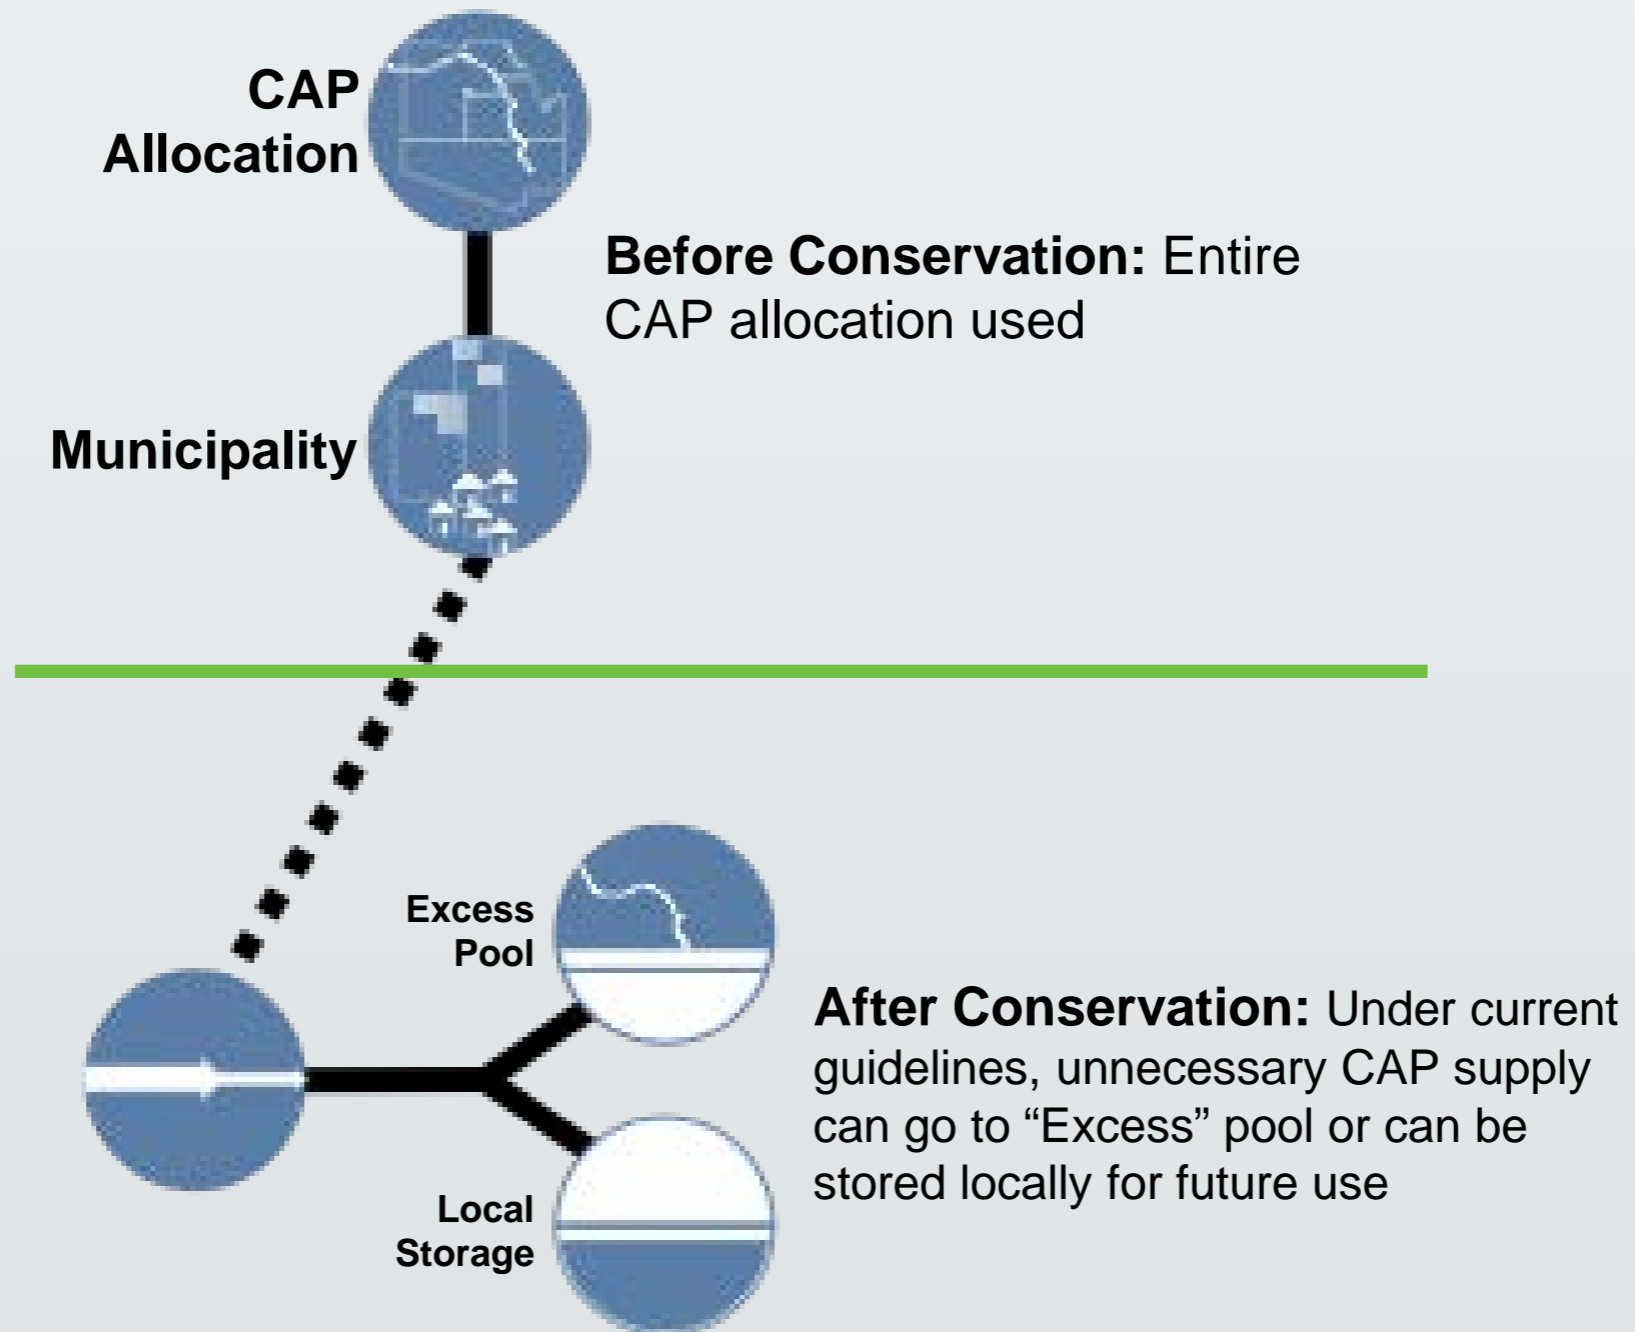 CAP
Allocation
Before Conservation: Entire
CAP allocation used
Municipality
Excess
Pool
After Conservation: Under current
guidelines, unnecessary CAP supply
can go to “Excess” pool or can be
stored locally for future use
Local
Storage